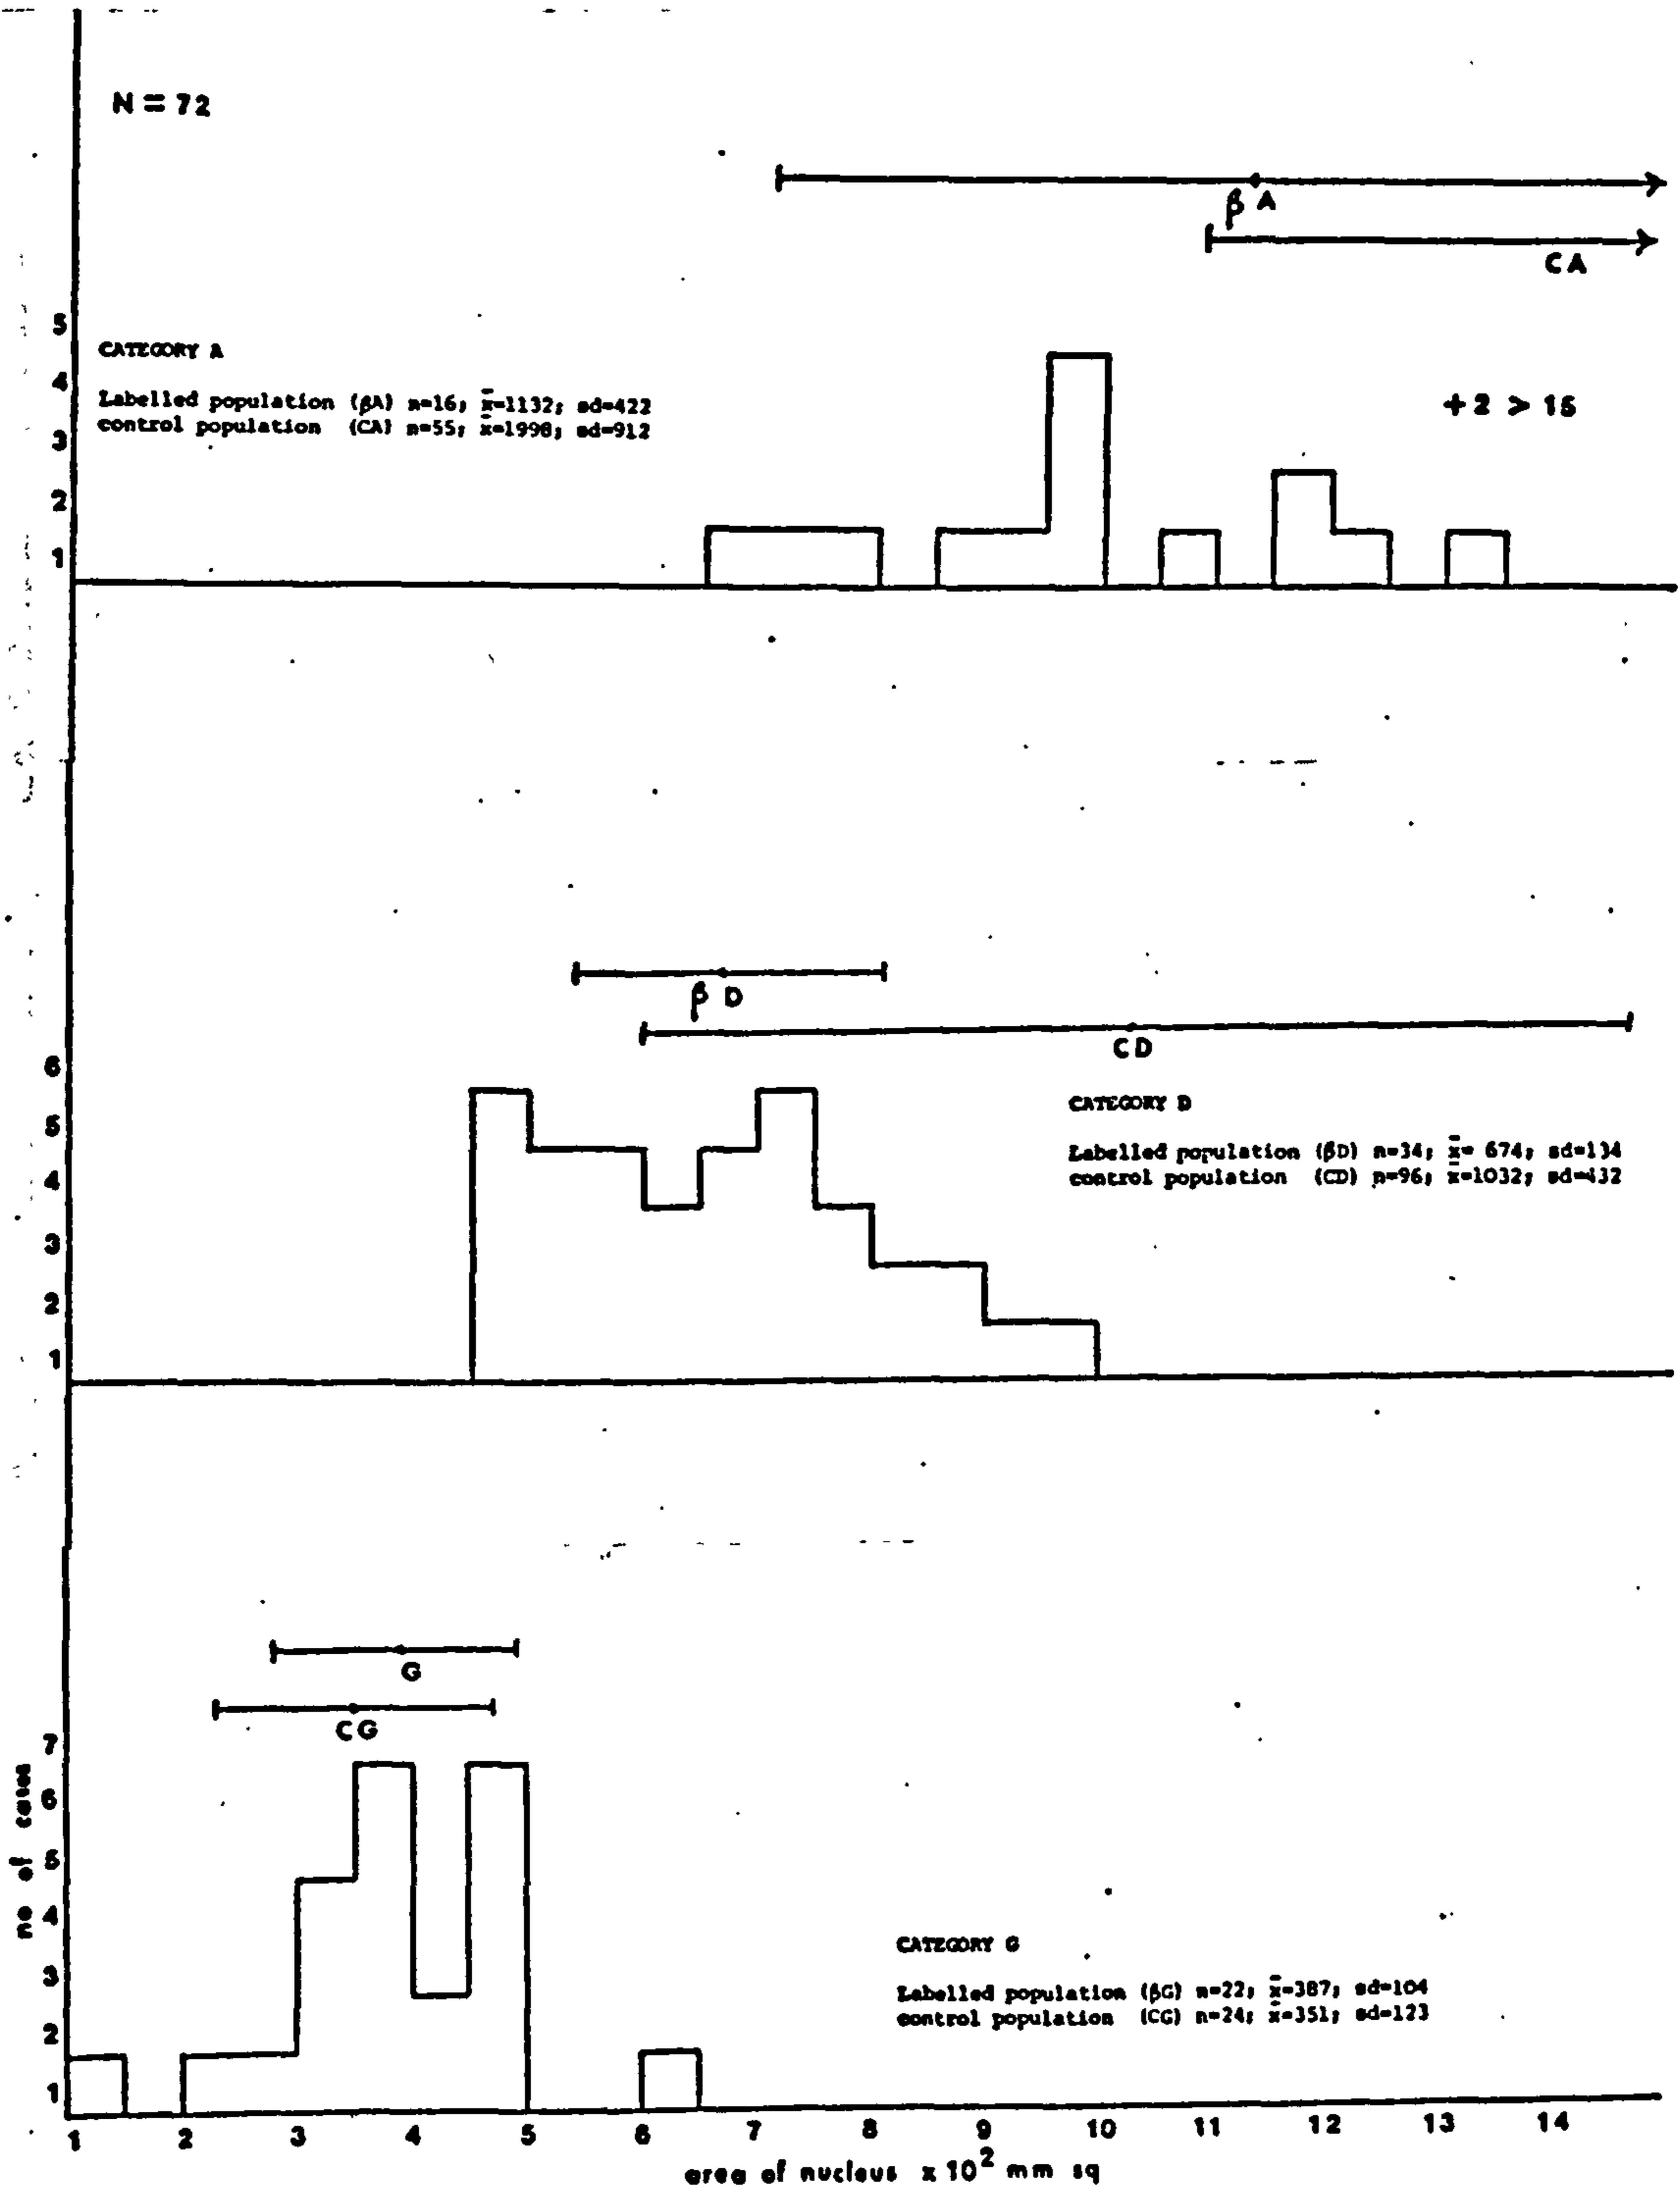 N = 72
β A
CA
5
4
3
2
1
CATEGORY A
Labelled population (βA) n=16; x̄=1132; sd=422
control population (CA) n=55; x̄=1998; sd=912
+ 2 > 15
β D
CD
6
5
4
3
2
1
CATEGORY D
Labelled population (βD) n=34; x̄= 674; sd=134
control population (CD) n=96; x̄=1032; sd=432
G
CG
7
6
5
4
3
2
1
no of cases
CATEGORY G
Labelled population (βG) n=22; x̄=387; sd=104
control population (CG) n=24; x̄=351; sd=123
1 2 3 4 5 6 7 8 9 10 11 12 13 14
area of nucleus x 10² mm sq